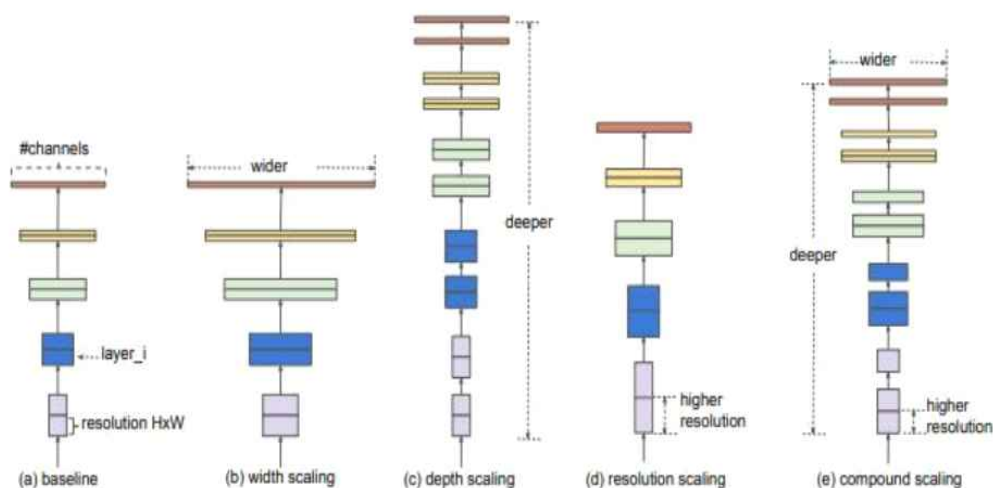 #channels
layer_i
resolution HxW
(a) baseline
wider
(b) width scaling
deeper
(c) depth scaling
higher
resolution
(d) resolution scaling
wider
deeper
higher
resolution
(e) compound scaling